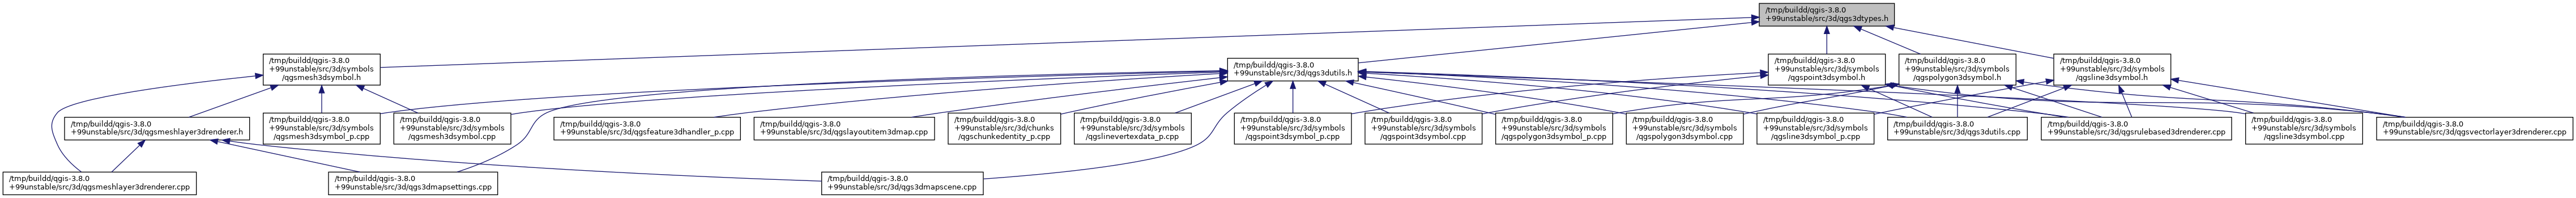 /tmp/buildd/qgis-3.8.0
+99unstable/src/3d/qgs3dtypes.h
/tmp/buildd/qgis-3.8.0
+99unstable/src/3d/symbols
/qgsmesh3dsymbol.h
/tmp/buildd/qgis-3.8.0
+99unstable/src/3d/qgs3dutils.h
/tmp/buildd/qgis-3.8.0
+99unstable/src/3d/symbols
/qgspoint3dsymbol.h
/tmp/buildd/qgis-3.8.0
+99unstable/src/3d/symbols
/qgspolygon3dsymbol.h
/tmp/buildd/qgis-3.8.0
+99unstable/src/3d/symbols
/qgsline3dsymbol.h
/tmp/buildd/qgis-3.8.0
+99unstable/src/3d/qgsmeshlayer3drenderer.h
/tmp/buildd/qgis-3.8.0
+99unstable/src/3d/symbols
/qgsmesh3dsymbol_p.cpp
/tmp/buildd/qgis-3.8.0
+99unstable/src/3d/symbols
/qgsmesh3dsymbol.cpp
/tmp/buildd/qgis-3.8.0
+99unstable/src/3d/qgsfeature3dhandler_p.cpp
/tmp/buildd/qgis-3.8.0
+99unstable/src/3d/qgslayoutitem3dmap.cpp
/tmp/buildd/qgis-3.8.0
+99unstable/src/3d/chunks
/qgschunkedentity_p.cpp
/tmp/buildd/qgis-3.8.0
+99unstable/src/3d/symbols
/qgslinevertexdata_p.cpp
/tmp/buildd/qgis-3.8.0
+99unstable/src/3d/symbols
/qgspoint3dsymbol_p.cpp
/tmp/buildd/qgis-3.8.0
+99unstable/src/3d/symbols
/qgspoint3dsymbol.cpp
/tmp/buildd/qgis-3.8.0
+99unstable/src/3d/symbols
/qgspolygon3dsymbol_p.cpp
/tmp/buildd/qgis-3.8.0
+99unstable/src/3d/symbols
/qgspolygon3dsymbol.cpp
/tmp/buildd/qgis-3.8.0
+99unstable/src/3d/symbols
/qgsline3dsymbol_p.cpp
/tmp/buildd/qgis-3.8.0
+99unstable/src/3d/qgs3dutils.cpp
/tmp/buildd/qgis-3.8.0
+99unstable/src/3d/qgsrulebased3drenderer.cpp
/tmp/buildd/qgis-3.8.0
+99unstable/src/3d/symbols
/qgsline3dsymbol.cpp
/tmp/buildd/qgis-3.8.0
+99unstable/src/3d/qgsvectorlayer3drenderer.cpp
/tmp/buildd/qgis-3.8.0
+99unstable/src/3d/qgsmeshlayer3drenderer.cpp
/tmp/buildd/qgis-3.8.0
+99unstable/src/3d/qgs3dmapsettings.cpp
/tmp/buildd/qgis-3.8.0
+99unstable/src/3d/qgs3dmapscene.cpp